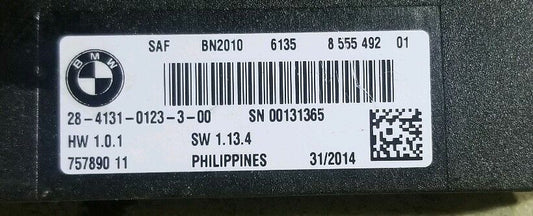 BMW
SAF BN2010 6135 8 555 492 01
28-4131-0123-3-00 SN 00131365
HW 1.0.1 SW 1.13.4
757890 11 PHILIPPINES 31/2014